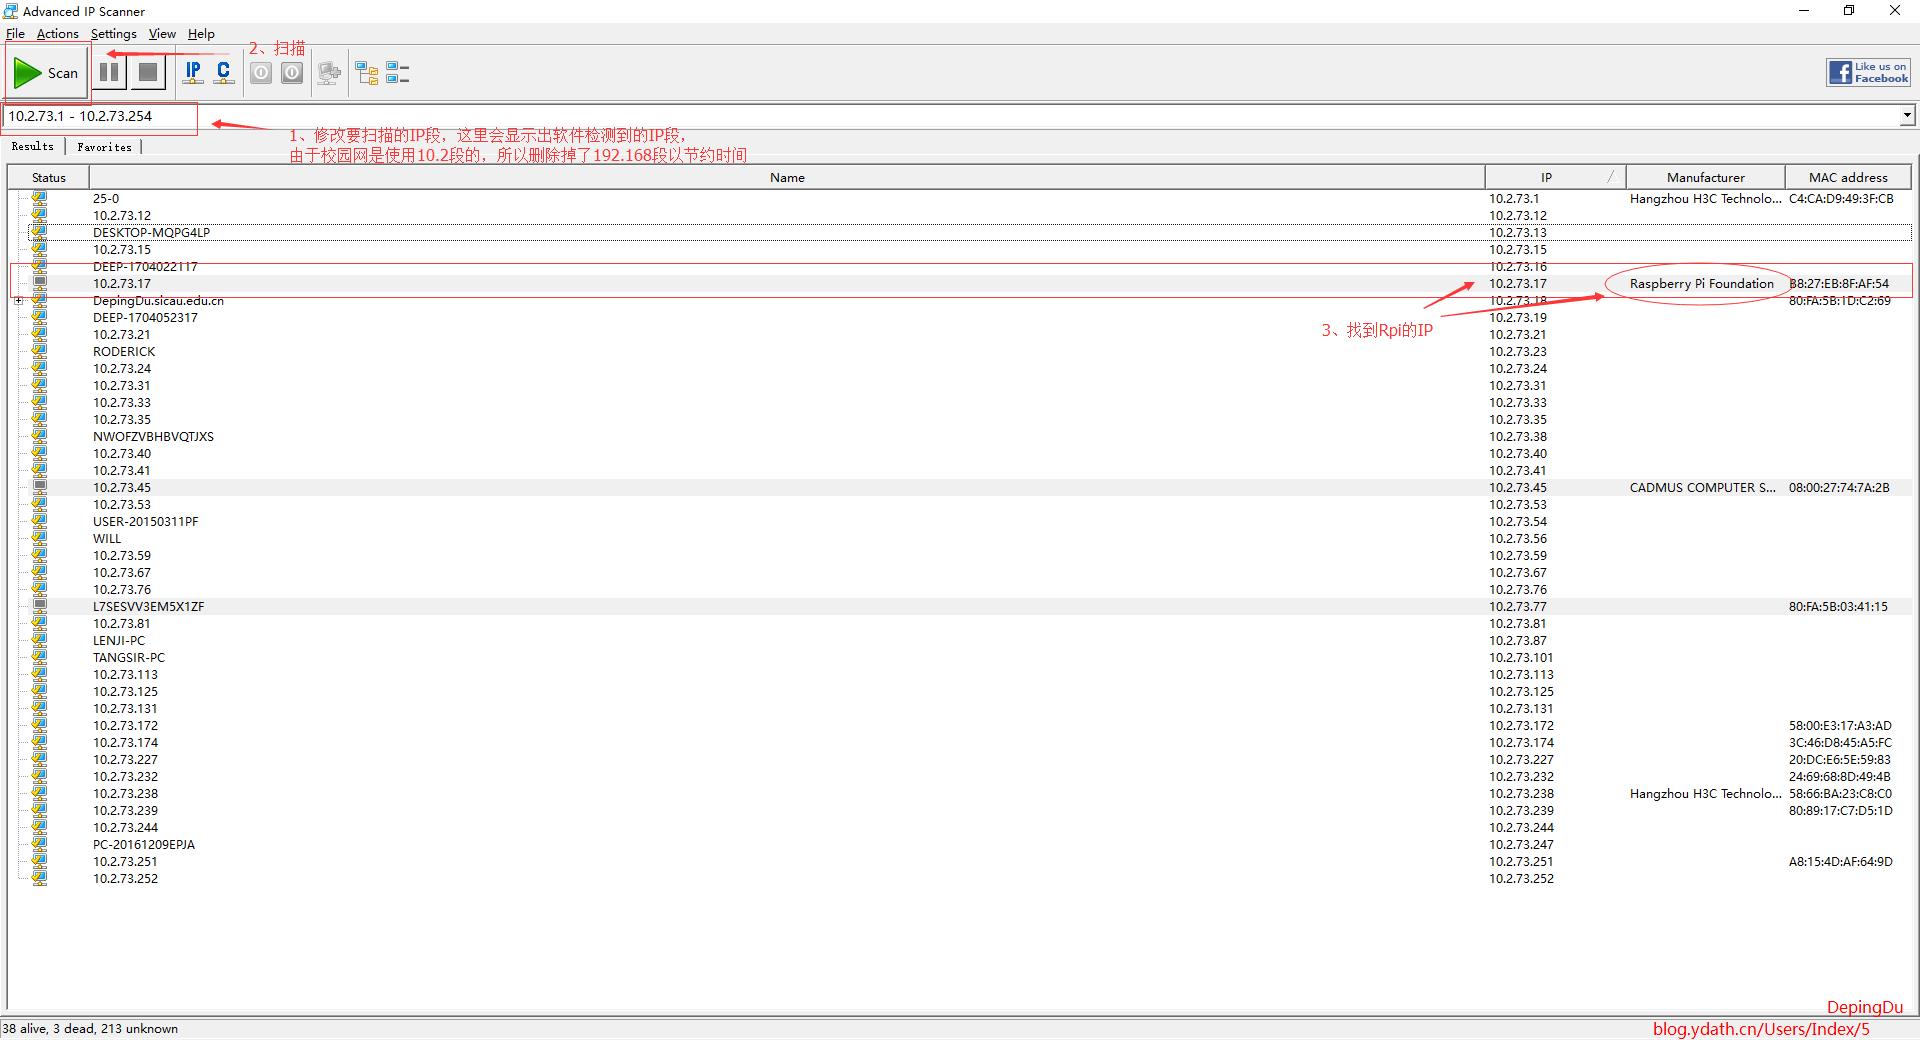 Advanced IP Scanner
File Actions Settings View Help
2、扫描
Scan
IP C
Like us on
Facebook
10.2.73.1 - 10.2.73.254
1、修改要扫描的IP段，这里会显示出软件检测到的IP段，
由于校园网是使用10.2段的，所以删除掉了192.168段以节约时间
Results Favorites
Status Name IP Manufacturer MAC address
25-0 10.2.73.1 Hangzhou H3C Technolo... C4:CA:D9:49:3F:CB
10.2.73.12 10.2.73.12
DESKTOP-MQPG4LP 10.2.73.13
10.2.73.15 10.2.73.15
DEEP-1704022117 10.2.73.16
10.2.73.17 10.2.73.17 Raspberry Pi Foundation B8:27:EB:8F:AF:54
DepingDu.sicau.edu.cn 10.2.73.18 80:FA:5B:1D:C2:69
DEEP-1704052317 10.2.73.19
3、找到Rpi的IP
10.2.73.21 10.2.73.21
RODERICK 10.2.73.23
10.2.73.24 10.2.73.24
10.2.73.31 10.2.73.31
10.2.73.33 10.2.73.33
10.2.73.35 10.2.73.35
NWOFZVBHBVQTJXS 10.2.73.38
10.2.73.40 10.2.73.40
10.2.73.41 10.2.73.41
10.2.73.45 10.2.73.45 CADMUS COMPUTER S... 08:00:27:74:7A:2B
10.2.73.53 10.2.73.53
USER-20150311PF 10.2.73.54
WILL 10.2.73.56
10.2.73.59 10.2.73.59
10.2.73.67 10.2.73.67
10.2.73.76 10.2.73.76
L7SESVV3EM5X1ZF 10.2.73.77 80:FA:5B:03:41:15
10.2.73.81 10.2.73.81
LENJI-PC 10.2.73.87
TANGSIR-PC 10.2.73.101
10.2.73.113 10.2.73.113
10.2.73.125 10.2.73.125
10.2.73.131 10.2.73.131
10.2.73.172 10.2.73.172 58:00:E3:17:A3:AD
10.2.73.174 10.2.73.174 3C:46:D8:45:A5:FC
10.2.73.227 10.2.73.227 20:DC:E6:5E:59:83
10.2.73.232 10.2.73.232 24:69:68:8D:49:4B
10.2.73.238 10.2.73.238 Hangzhou H3C Technolo... 58:66:BA:23:C8:C0
10.2.73.239 10.2.73.239 80:89:17:C7:D5:1D
10.2.73.244 10.2.73.244
PC-20161209EPJA 10.2.73.247
10.2.73.251 10.2.73.251 A8:15:4D:AF:64:9D
10.2.73.252 10.2.73.252
DepingDu
38 alive, 3 dead, 213 unknown
blog.ydath.cn/Users/Index/5